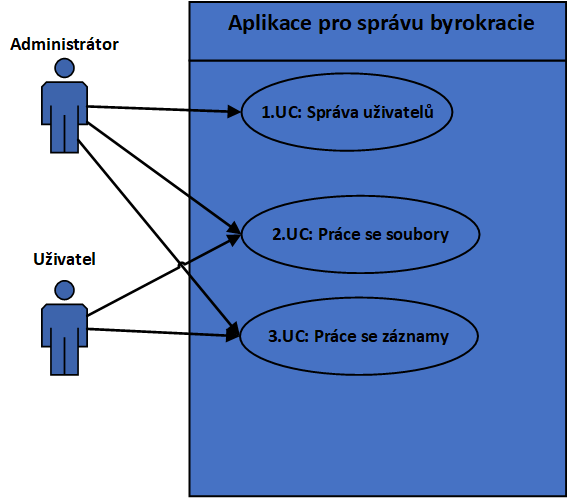 Aplikace pro správu byrokracie
Administrátor
1.UC: Správa uživatelů
2.UC: Práce se soubory
Uživatel
3.UC: Práce se záznamy